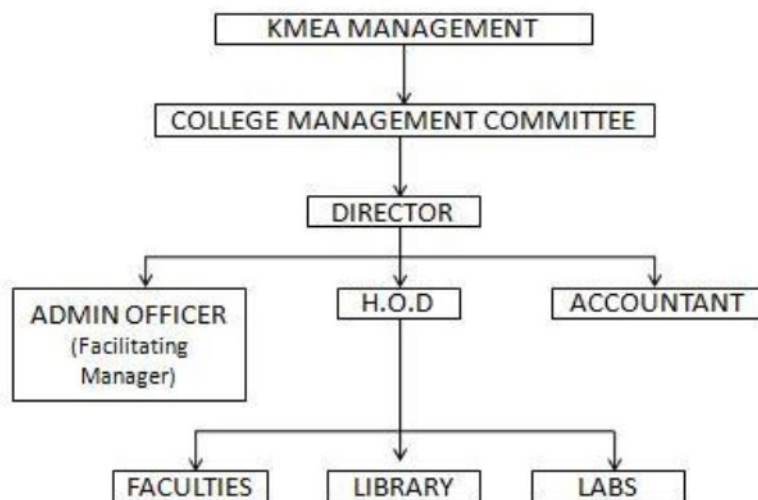 KMEA MANAGEMENT
COLLEGE MANAGEMENT COMMITTEE
DIRECTOR
ADMIN OFFICER
(Facilitating
Manager)
H.O.D
ACCOUNTANT
FACULTIES
LIBRARY
LABS